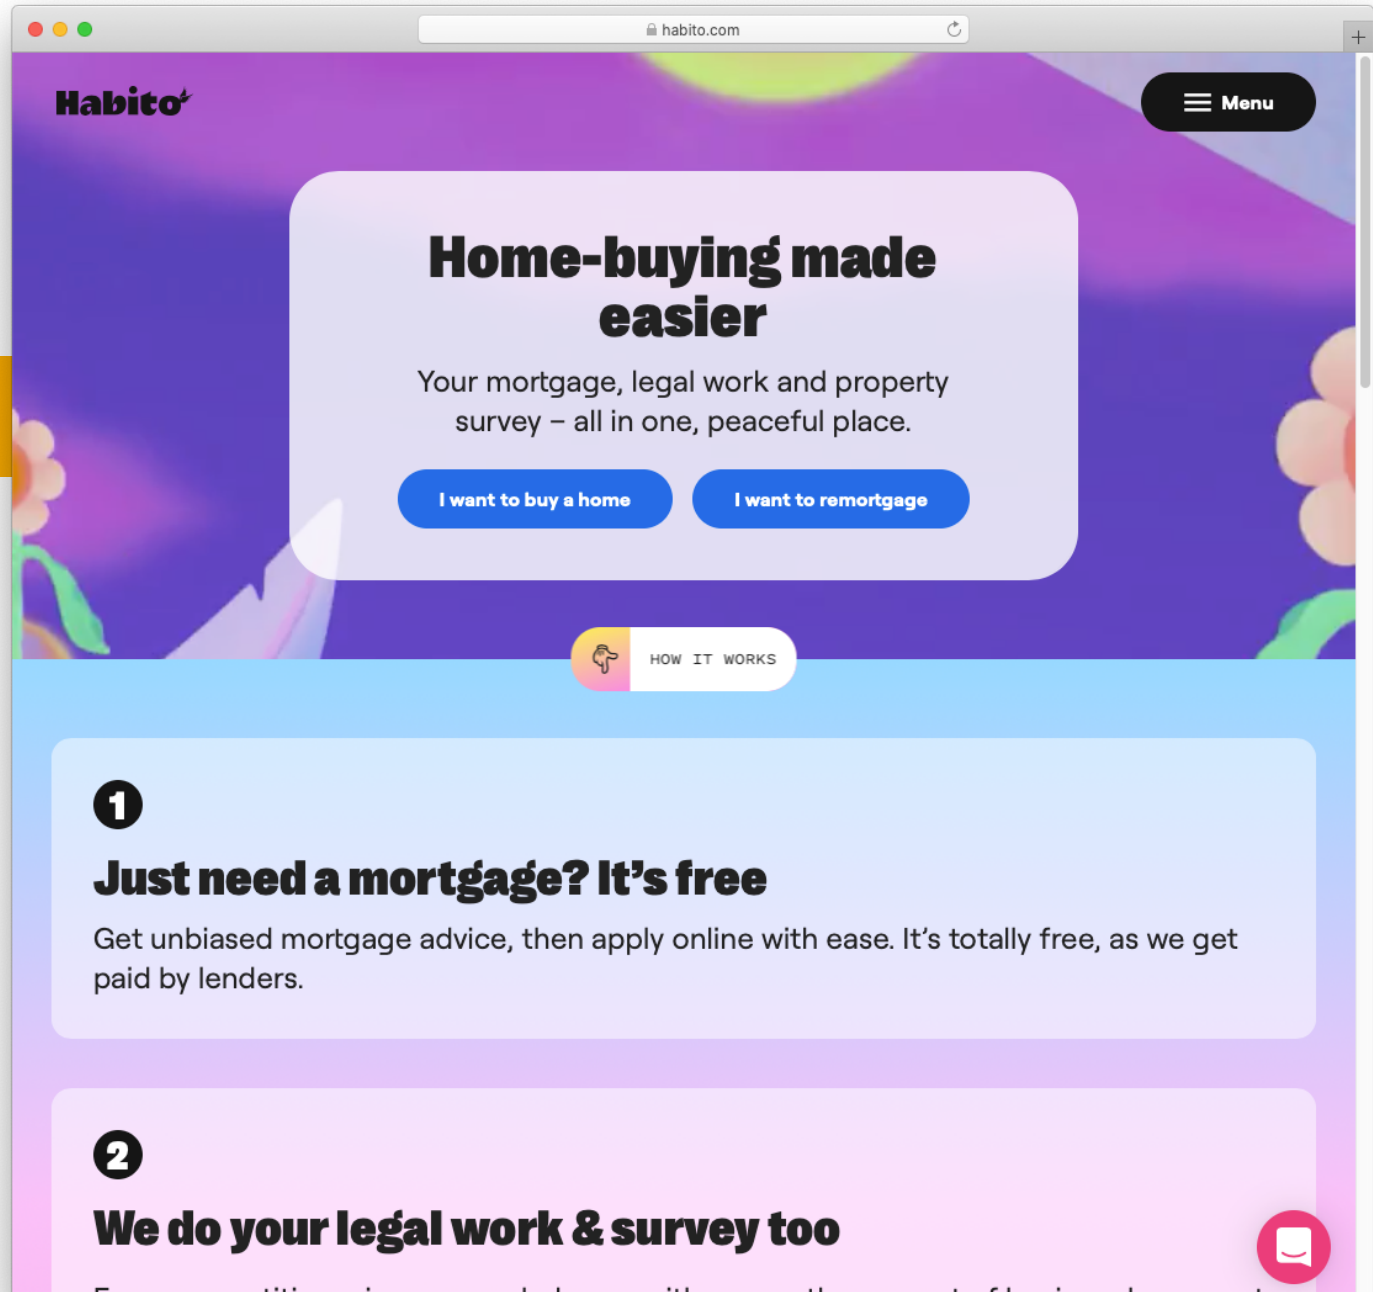 habito.com
Habito
Menu
Home-buying made
easier
Your mortgage, legal work and property
survey – all in one, peaceful place.
I want to buy a home
I want to remortgage
HOW IT WORKS
1
Just need a mortgage? It's free
Get unbiased mortgage advice, then apply online with ease. It's totally free, as we get
paid by lenders.
2
We do your legal work & survey too